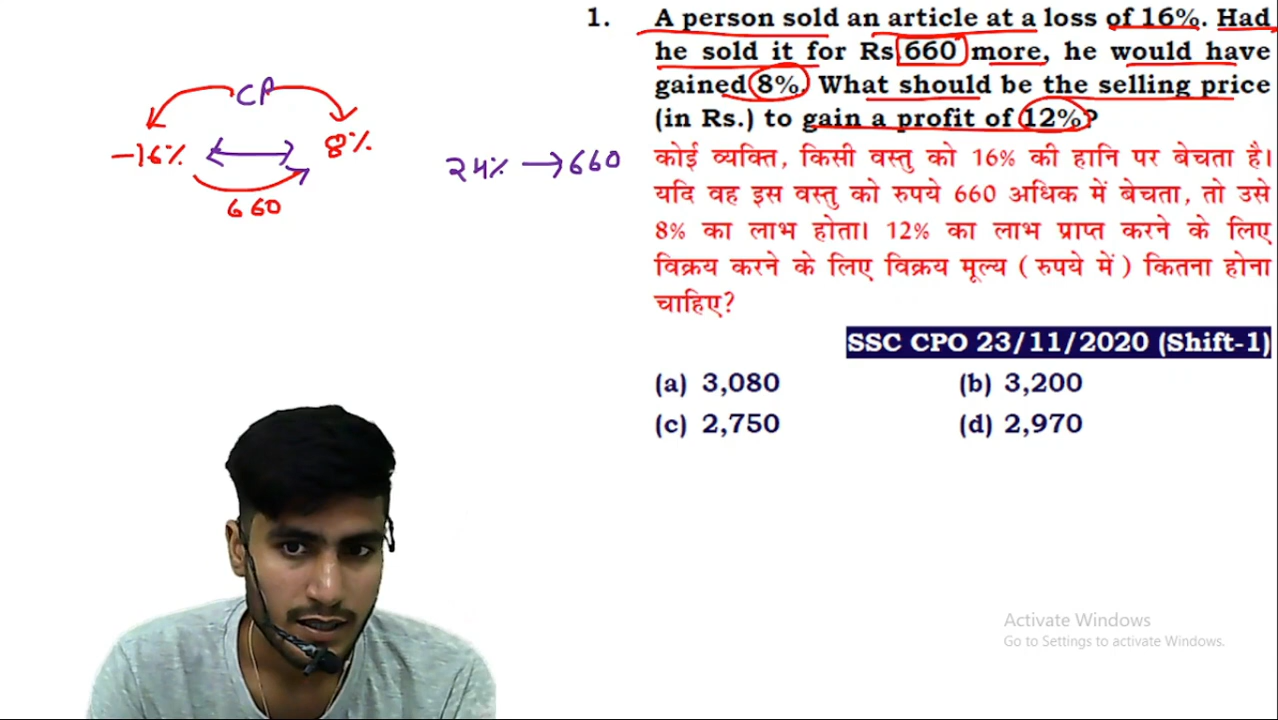 1. A person sold an article at a loss of 16%. Had
he sold it for Rs 660 more, he would have
gained 8%. What should be the selling price
(in Rs.) to gain a profit of 12%?
कोई व्यक्ति, किसी वस्तु को 16% की हानि पर बेचता है।
यदि वह इस वस्तु को रुपये 660 अधिक में बेचता, तो उसे
8% का लाभ होता। 12% का लाभ प्राप्त करने के लिए
विक्रय करने के लिए विक्रय मूल्य ( रुपये में ) कितना होना
चाहिए?
SSC CPO 23/11/2020 (Shift-1)
(a) 3,080 (b) 3,200
(c) 2,750 (d) 2,970
CP
-16% 8%
660
24% → 660
Activate Windows
Go to Settings to activate Windows.